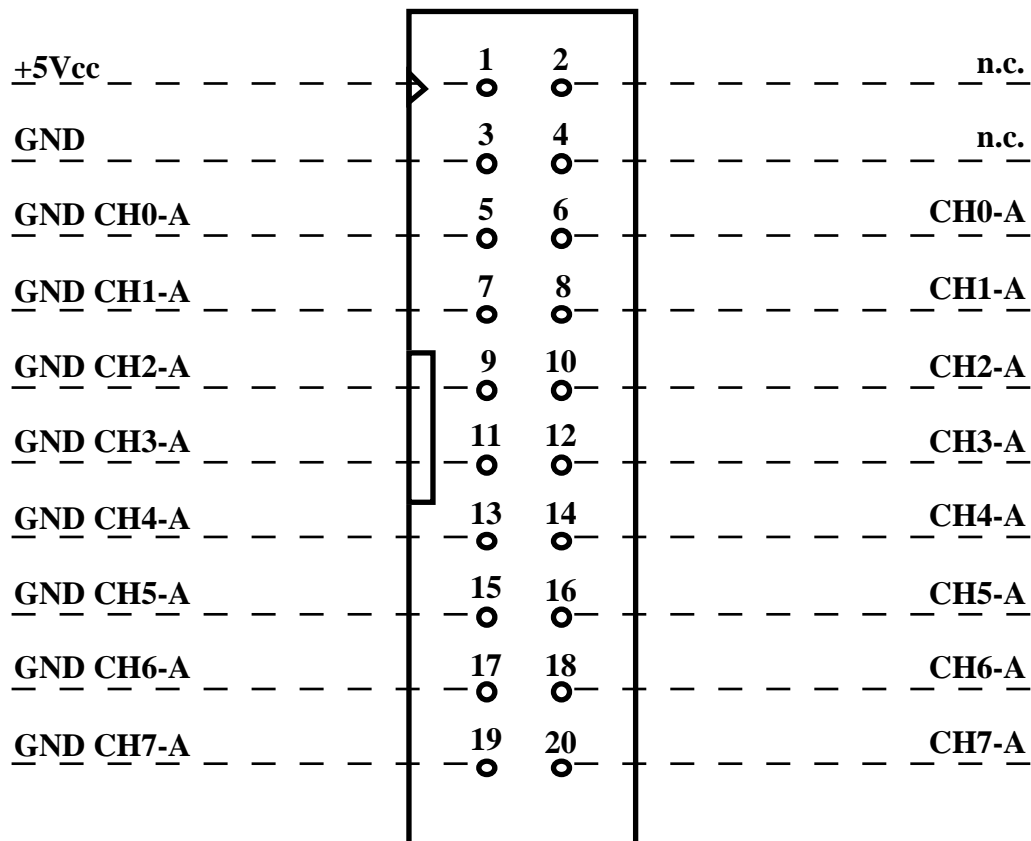 +5Vcc 1 2 n.c.
GND 3 4 n.c.
GND CH0-A 5 6 CH0-A
GND CH1-A 7 8 CH1-A
GND CH2-A 9 10 CH2-A
GND CH3-A 11 12 CH3-A
GND CH4-A 13 14 CH4-A
GND CH5-A 15 16 CH5-A
GND CH6-A 17 18 CH6-A
GND CH7-A 19 20 CH7-A